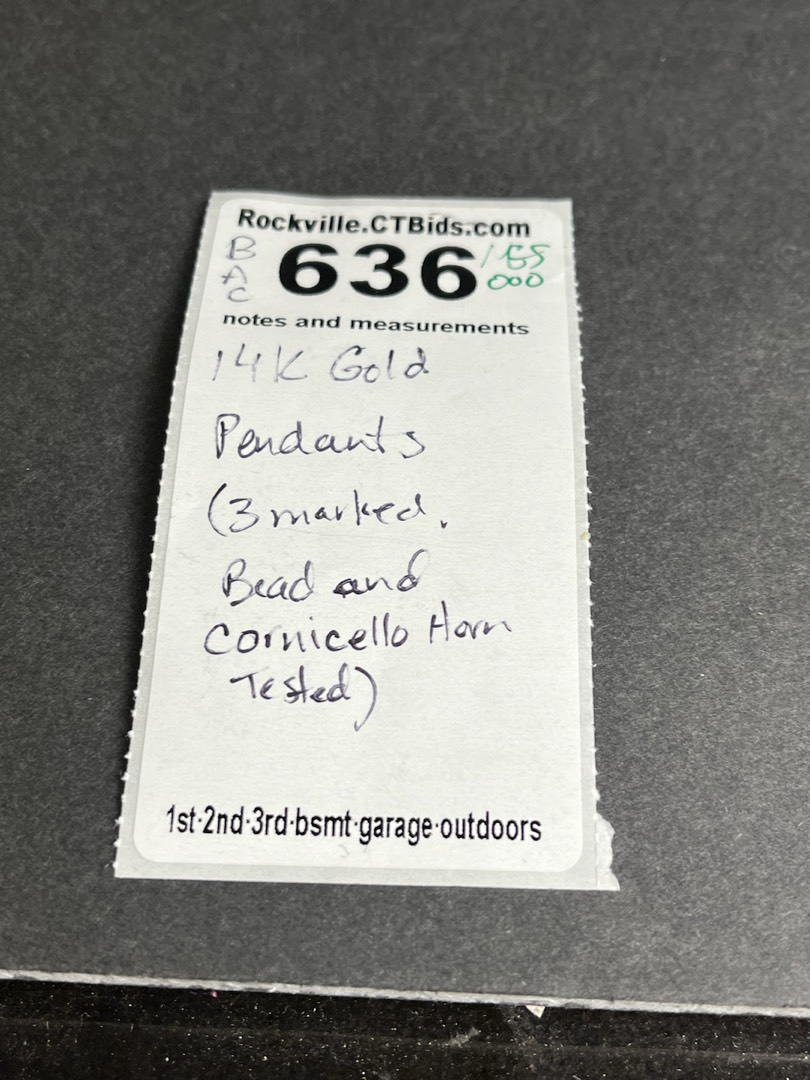 Rockville.CTBids.com
BAC
636
000
notes and measurements
14K Gold
Pendants
(3 marked.
Bead and
Cornicello Horn
Tested)
1st·2nd·3rd·bsmt·garage·outdoors